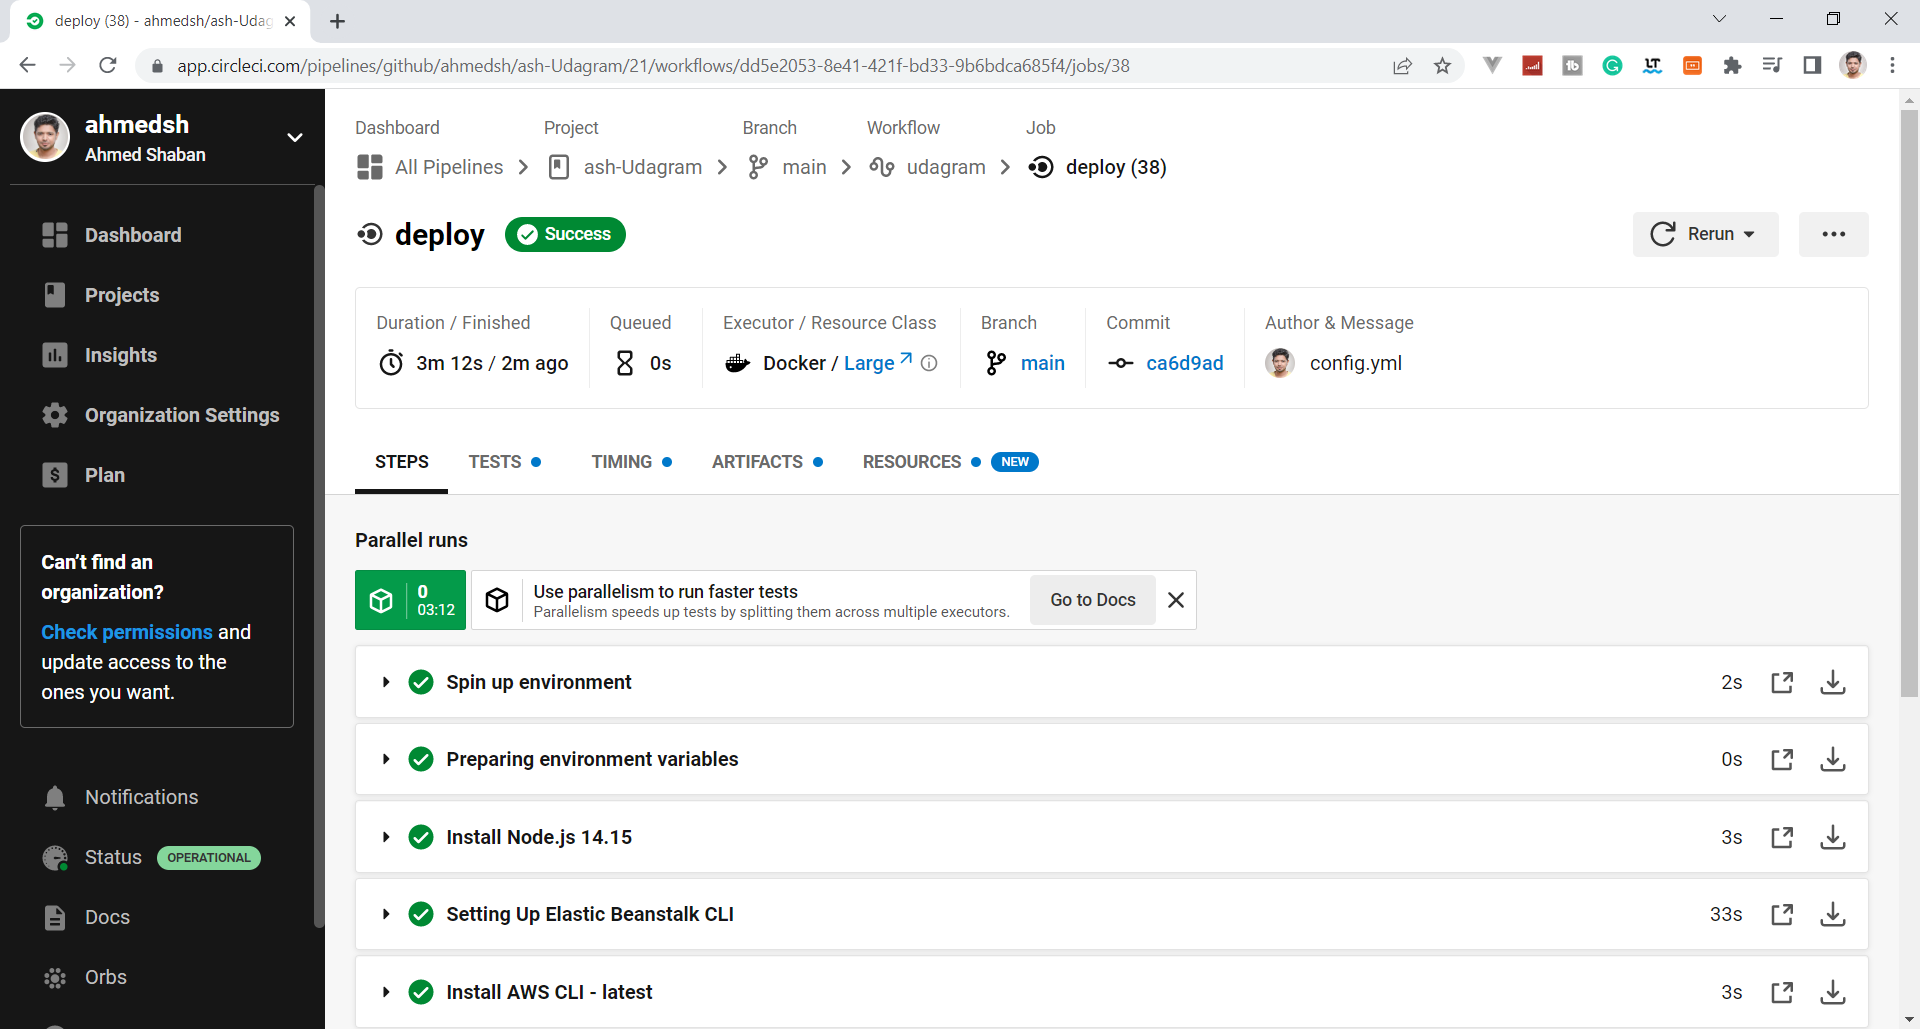 deploy (38) - ahmedsh/ash-Udag
app.circleci.com/pipelines/github/ahmedsh/ash-Udagram/21/workflows/dd5e2053-8e41-421f-bd33-9b6bdca685f4/jobs/38
ahmedsh
Ahmed Shaban
Dashboard
Projects
Insights
Organization Settings
Plan
Can't find an
organization?
Check permissions and
update access to the
ones you want.
Notifications
Status OPERATIONAL
Docs
Orbs
Dashboard Project Branch Workflow Job
All Pipelines ash-Udagram main udagram deploy (38)
deploy Success Rerun
Duration / Finished Queued Executor / Resource Class Branch Commit Author & Message
3m 12s / 2m ago 0s Docker / Large main ca6d9ad config.yml
STEPS TESTS TIMING ARTIFACTS RESOURCES NEW
Parallel runs
0
03:12
Use parallelism to run faster tests
Parallelism speeds up tests by splitting them across multiple executors.
Go to Docs
Spin up environment 2s
Preparing environment variables 0s
Install Node.js 14.15 3s
Setting Up Elastic Beanstalk CLI 33s
Install AWS CLI - latest 3s